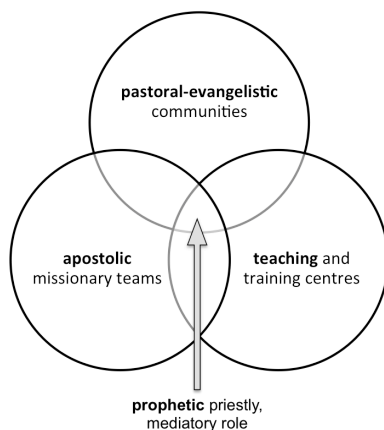 pastoral-evangelistic
communities
apostolic
missionary teams
teaching and
training centres
prophetic priestly,
mediatory role